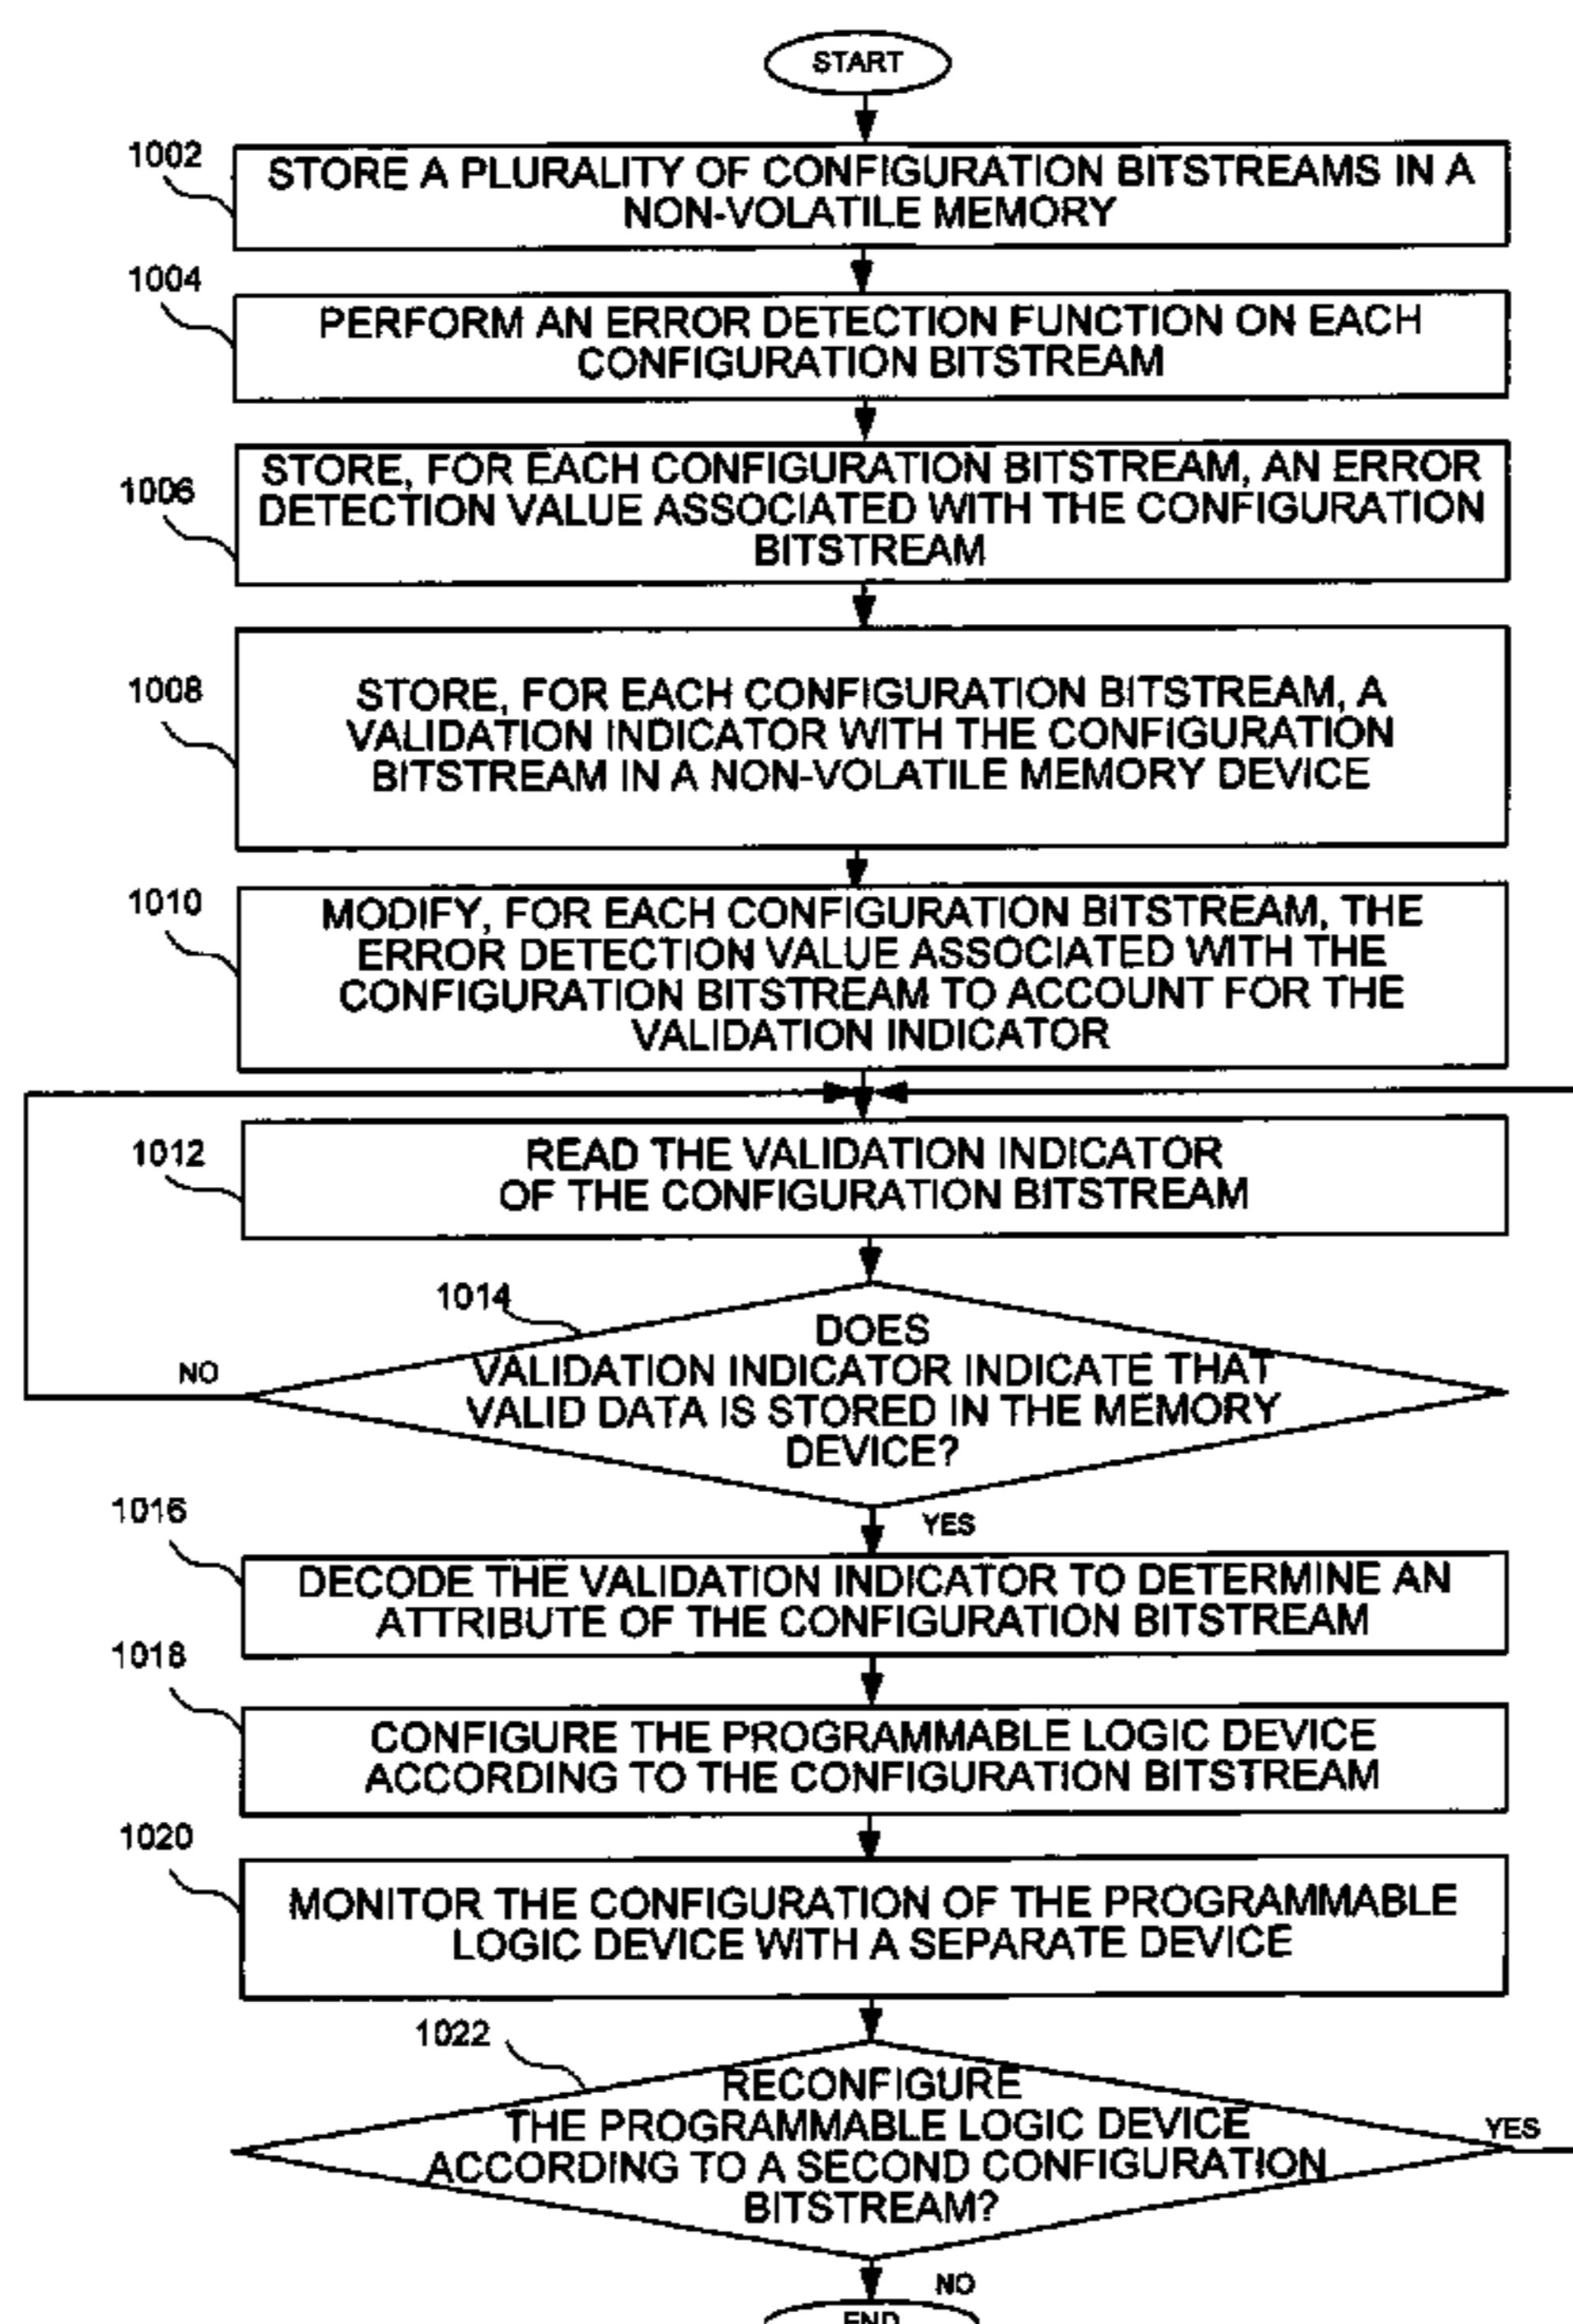 START
1002
STORE A PLURALITY OF CONFIGURATION BITSTREAMS IN A
NON-VOLATILE MEMORY
1004
PERFORM AN ERROR DETECTION FUNCTION ON EACH
CONFIGURATION BITSTREAM
1006
STORE, FOR EACH CONFIGURATION BITSTREAM, AN ERROR
DETECTION VALUE ASSOCIATED WITH THE CONFIGURATION
BITSTREAM
1008
STORE, FOR EACH CONFIGURATION BITSTREAM, A
VALIDATION INDICATOR WITH THE CONFIGURATION
BITSTREAM IN A NON-VOLATILE MEMORY DEVICE
1010
MODIFY, FOR EACH CONFIGURATION BITSTREAM, THE
ERROR DETECTION VALUE ASSOCIATED WITH THE
CONFIGURATION BITSTREAM TO ACCOUNT FOR THE
VALIDATION INDICATOR
1012
READ THE VALIDATION INDICATOR
OF THE CONFIGURATION BITSTREAM
1014
DOES
VALIDATION INDICATOR INDICATE THAT
VALID DATA IS STORED IN THE MEMORY
DEVICE?
NO
YES
1016
DECODE THE VALIDATION INDICATOR TO DETERMINE AN
ATTRIBUTE OF THE CONFIGURATION BITSTREAM
1018
CONFIGURE THE PROGRAMMABLE LOGIC DEVICE
ACCORDING TO THE CONFIGURATION BITSTREAM
1020
MONITOR THE CONFIGURATION OF THE PROGRAMMABLE
LOGIC DEVICE WITH A SEPARATE DEVICE
1022
RECONFIGURE
THE PROGRAMMABLE LOGIC DEVICE
ACCORDING TO A SECOND CONFIGURATION
BITSTREAM?
YES
NO
END